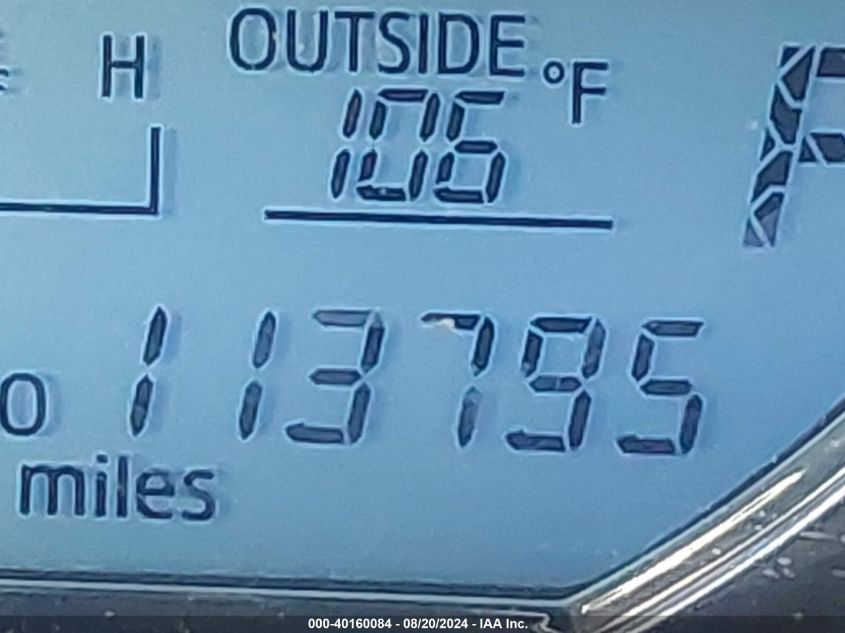 H OUTSIDE °F
106
P
113795
miles
000-40160084 - 08/20/2024 - IAA Inc.